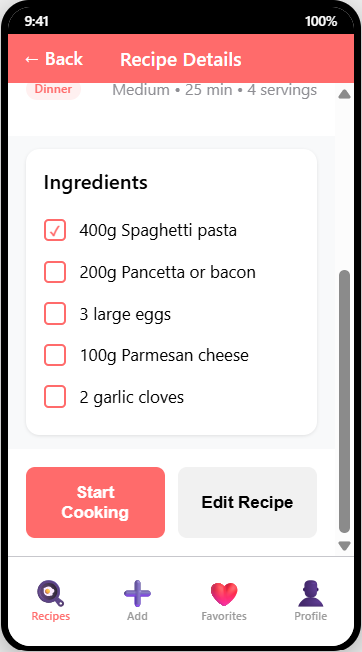 9:41 100%
← Back Recipe Details
Dinner Medium • 25 min • 4 servings
Ingredients
400g Spaghetti pasta
200g Pancetta or bacon
3 large eggs
100g Parmesan cheese
2 garlic cloves
Start
Cooking
Edit Recipe
Recipes Add Favorites Profile